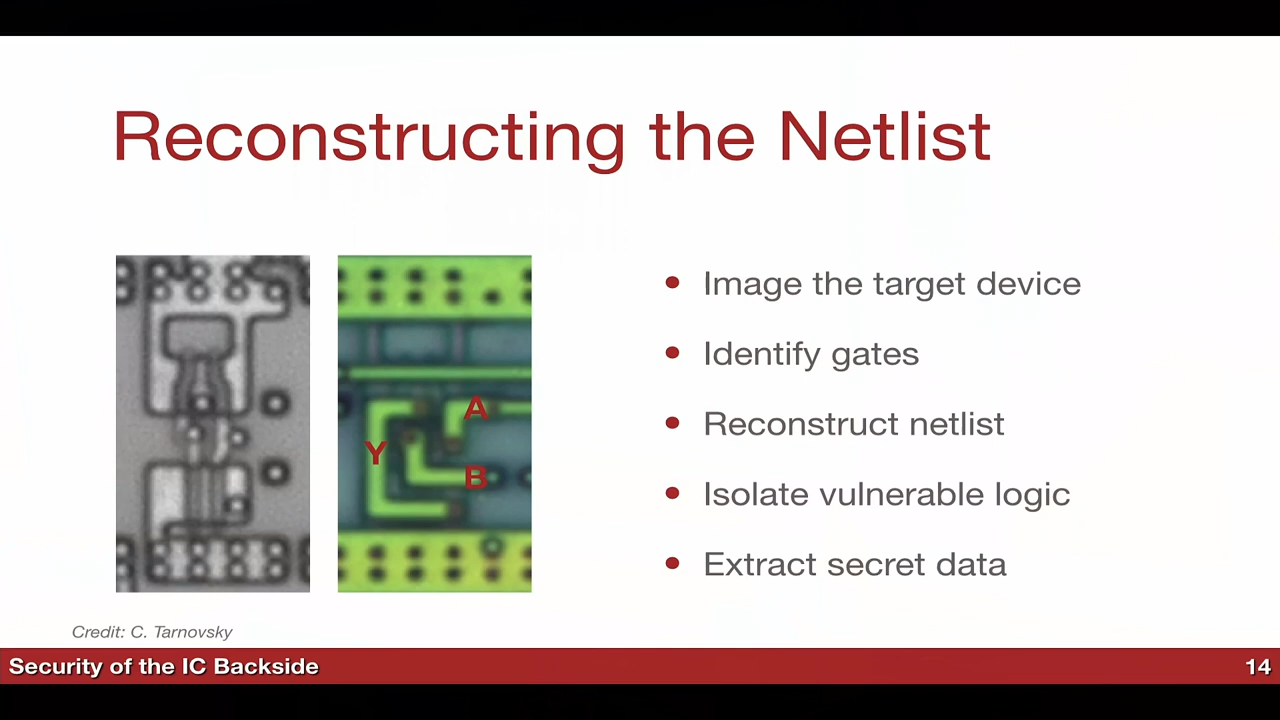 Reconstructing the Netlist
A
Y
B
• Image the target device
• Identify gates
• Reconstruct netlist
• Isolate vulnerable logic
• Extract secret data
Credit: C. Tarnovsky
Security of the IC Backside
14